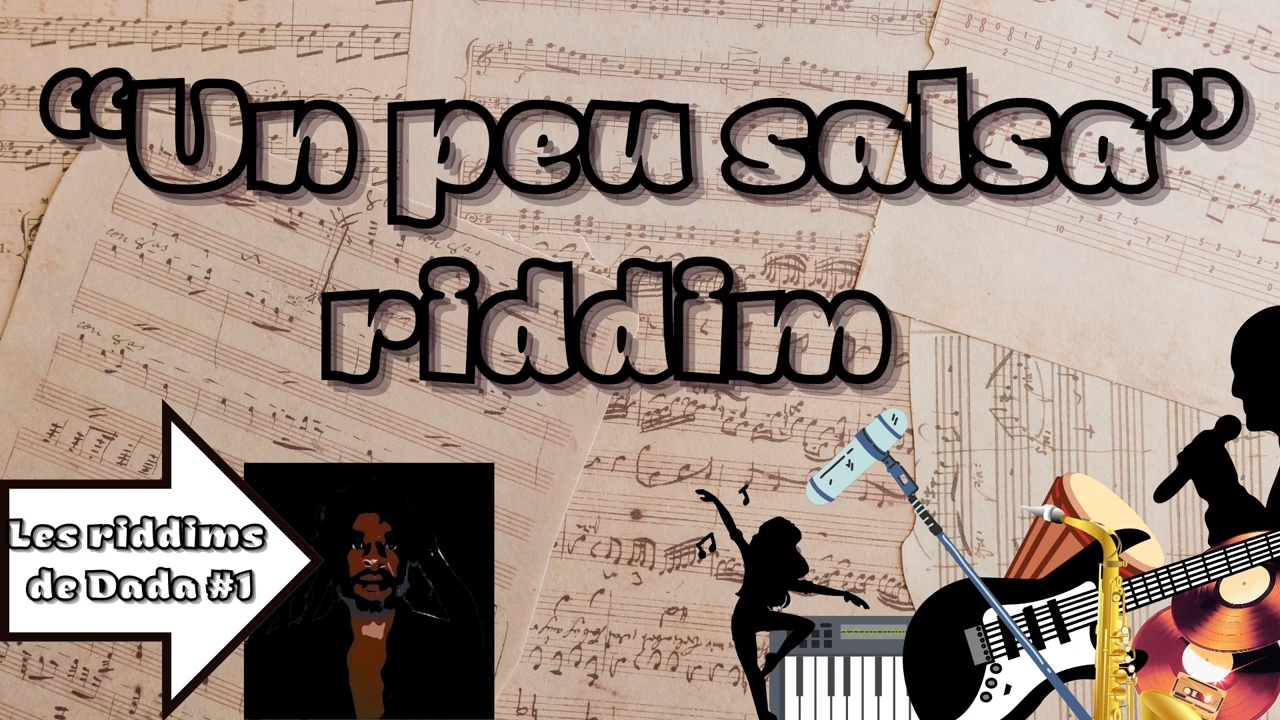 “Un peu salsa”
riddim
Les riddims
de Dada #1